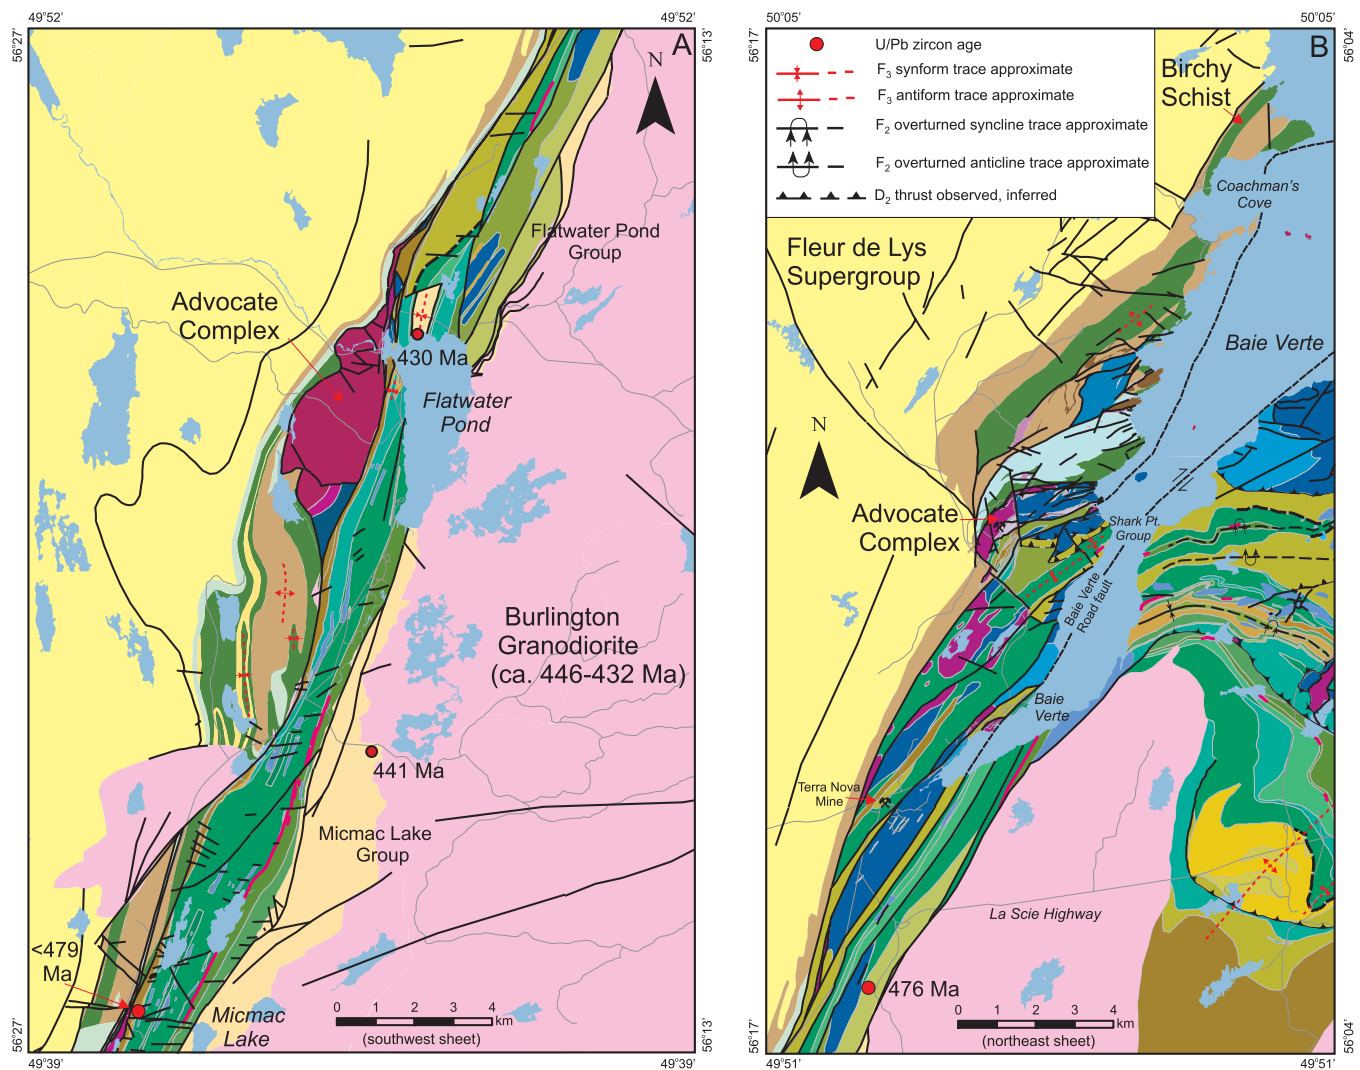 49°52'
49°52'
56°27'
56°13'
A
N
Flatwater Pond
Group
Advocate
Complex
430 Ma
Flatwater
Pond
Burlington
Granodiorite
(ca. 446-432 Ma)
441 Ma
Micmac Lake
Group
<479
Ma
Micmac
Lake
0 1 2 3 4
km
(southwest sheet)
56°27'
56°13'
49°39'
49°39'
50°05'
50°05'
56°17'
56°04'
B
U/Pb zircon age
F3 synform trace approximate
F3 antiform trace approximate
F2 overturned syncline trace approximate
F2 overturned anticline trace approximate
D2 thrust observed, inferred
Birchy
Schist
Coachman's
Cove
Fleur de Lys
Supergroup
Baie Verte
N
Z
Advocate
Complex
Shark Pt.
Group
Baie Verte
Road fault
Baie
Verte
Terra Nova
Mine
La Scie Highway
476 Ma
0 1 2 3 4
km
(northeast sheet)
56°17'
56°04'
49°51'
49°51'